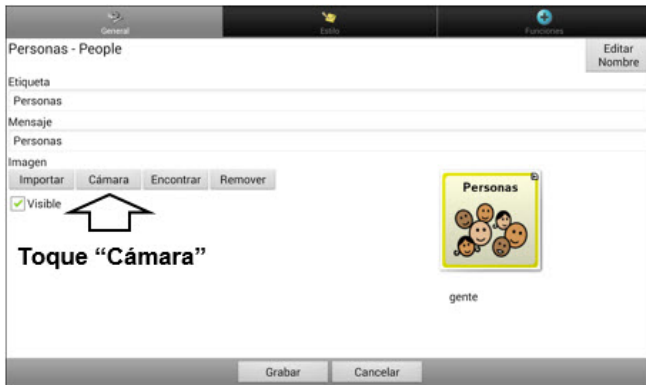 General Estilo Funciones
Personas - People
Editar
Nombre
Etiqueta
Personas
Mensaje
Personas
Imagen
Importar Cámara Encontrar Remover
Visible
Personas
Toque “Cámara”
gente
Grabar Cancelar